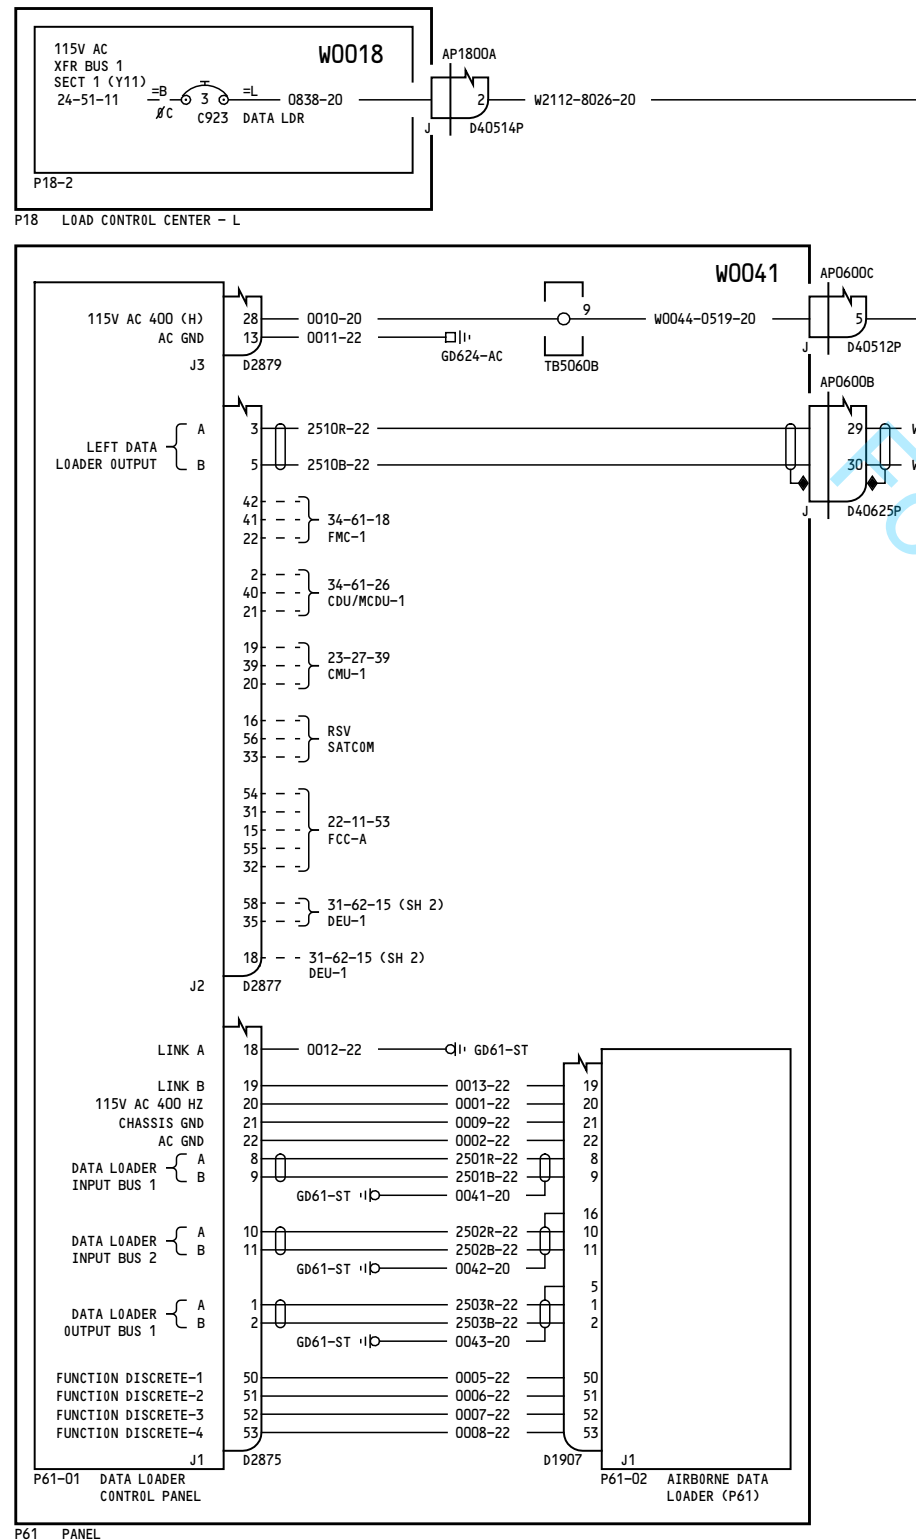 115V AC
XFR BUS 1
SECT 1 (Y11)
24-51-11
=B
ØC
3
C923
=L
DATA LDR
0838-20
W0018
AP1800A
2
J
D40514P
W2112-8026-20
P18-2
P18 LOAD CONTROL CENTER - L
W0041
AP0600C
115V AC 400 (H) 28 0010-20 9 W0044-0519-20 5
AC GND 13 0011-22
GD624-AC
J3 D2879
TB5060B
J D40512P
AP0600B
LEFT DATA
LOADER OUTPUT
A 3 2510R-22 29 W
B 5 2510B-22 30 W
J D40625P
FO
42
41 34-61-18
22 FMC-1
2
40 34-61-26
21 CDU/MCDU-1
19
39 23-27-39
20 CMU-1
16
56 RSV
33 SATCOM
54
31
15 22-11-53
55 FCC-A
32
58 31-62-15 (SH 2)
35 DEU-1
18 31-62-15 (SH 2)
DEU-1
J2 D2877
LINK A 18 0012-22 GD61-ST
LINK B 19 0013-22 19
115V AC 400 HZ 20 0001-22 20
CHASSIS GND 21 0009-22 21
AC GND 22 0002-22 22
DATA LOADER
INPUT BUS 1
A 8 2501R-22 8
B 9 2501B-22 9
GD61-ST 0041-20
16
DATA LOADER
INPUT BUS 2
A 10 2502R-22 10
B 11 2502B-22 11
GD61-ST 0042-20
5
DATA LOADER
OUTPUT BUS 1
A 1 2503R-22 1
B 2 2503B-22 2
GD61-ST 0043-20
FUNCTION DISCRETE-1 50 0005-22 50
FUNCTION DISCRETE-2 51 0006-22 51
FUNCTION DISCRETE-3 52 0007-22 52
FUNCTION DISCRETE-4 53 0008-22 53
J1 D2875
D1907 J1
P61-01 DATA LOADER
CONTROL PANEL
P61-02 AIRBORNE DATA
LOADER (P61)
P61 PANEL